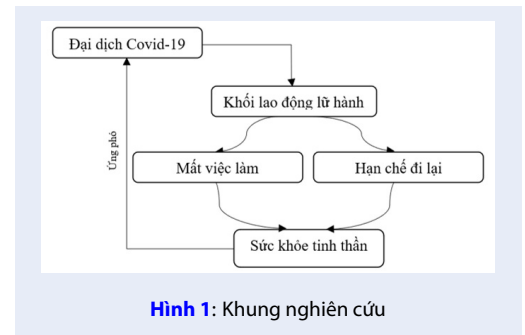 Đại dịch Covid-19
Khối lao động lữ hành
Ứng phó
Mất việc làm
Hạn chế đi lại
Sức khỏe tinh thần
Hình 1: Khung nghiên cứu